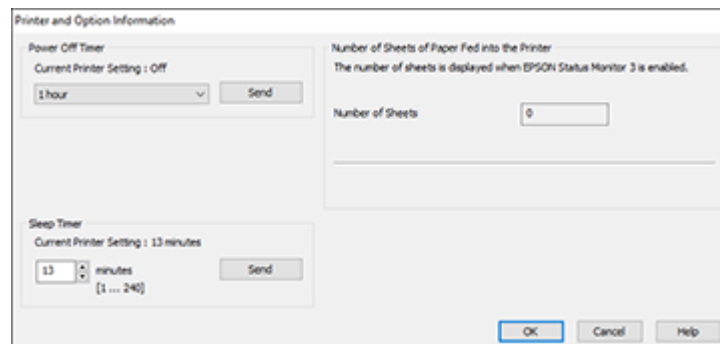 Printer and Option Information
Power Off Timer
Current Printer Setting : Off
1 hour
Send
Number of Sheets of Paper Fed into the Printer
The number of sheets is displayed when EPSON Status Monitor 3 is enabled.
Number of Sheets
0
Sleep Timer
Current Printer Setting : 13 minutes
13
minutes
Send
[1 ... 240]
OK
Cancel
Help